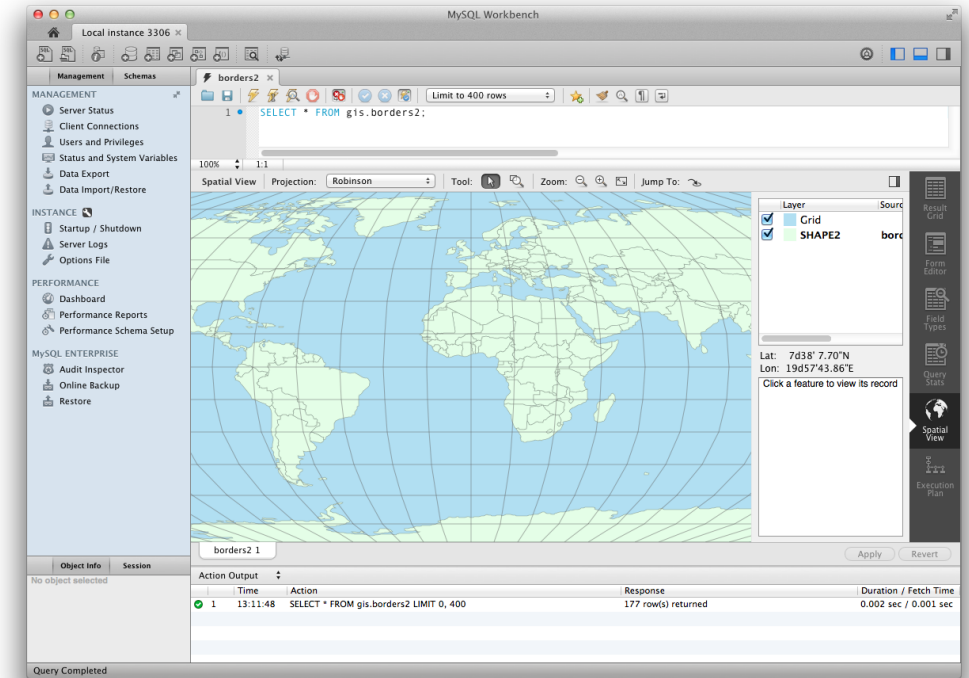 MySQL Workbench
Local instance 3306 ×
Management Schemas
MANAGEMENT
Server Status
Client Connections
Users and Privileges
Status and System Variables
Data Export
Data Import/Restore
INSTANCE
Startup / Shutdown
Server Logs
Options File
PERFORMANCE
Dashboard
Performance Reports
Performance Schema Setup
MySQL ENTERPRISE
Audit Inspector
Online Backup
Restore
Object Info Session
No object selected
borders2 ×
Limit to 400 rows
1 SELECT * FROM gis.borders2;
100% 1:1
Spatial View Projection: Robinson Tool: Zoom: Jump To:
Layer Sourc
Grid
SHAPE2 bord
Lat: 7d38' 7.70"N
Lon: 19d57'43.86"E
Click a feature to view its record
Result
Grid
Form
Editor
Field
Types
Query
Stats
Spatial
View
Execution
Plan
borders2 1
Apply Revert
Action Output
Time Action Response Duration / Fetch Time
1 13:11:48 SELECT * FROM gis.borders2 LIMIT 0, 400 177 row(s) returned 0.002 sec / 0.001 sec
Query Completed